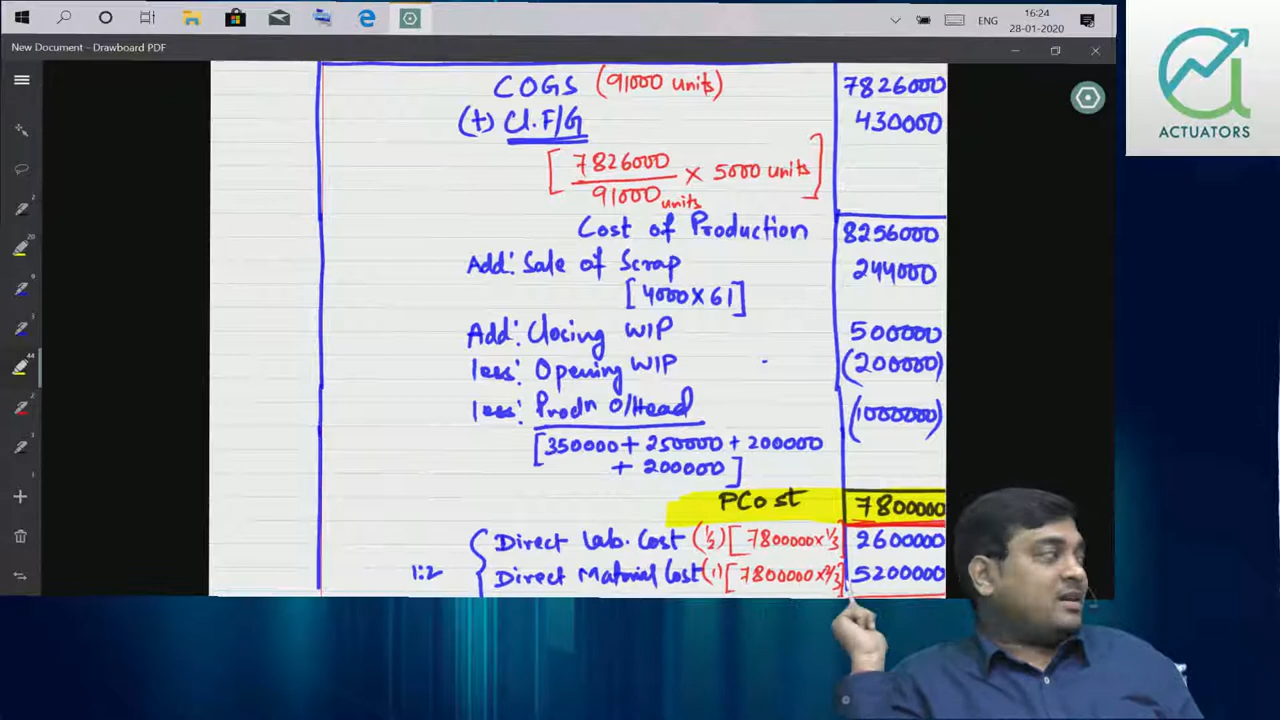 16:24
ENG
28-01-2020
New Document - Drawboard PDF
COGS (91000 units) 7826000
(+) Cl. F/G 430000
[ 7826000 / 91000 units × 5000 units ]
Cost of Production 8256000
Add: Sale of Scrap 244000
[4000×61]
Add: Closing WIP 500000
less: Opening WIP (200000)
less: Prodn O/Head (1000000)
[350000+250000+200000
+ 200000]
PCost 7800000
1:2
Direct Lab. Cost (1/2) [7800000×1/3] 2600000
Direct Material Cost (1) [7800000×2/3] 5200000
ACTUATORS